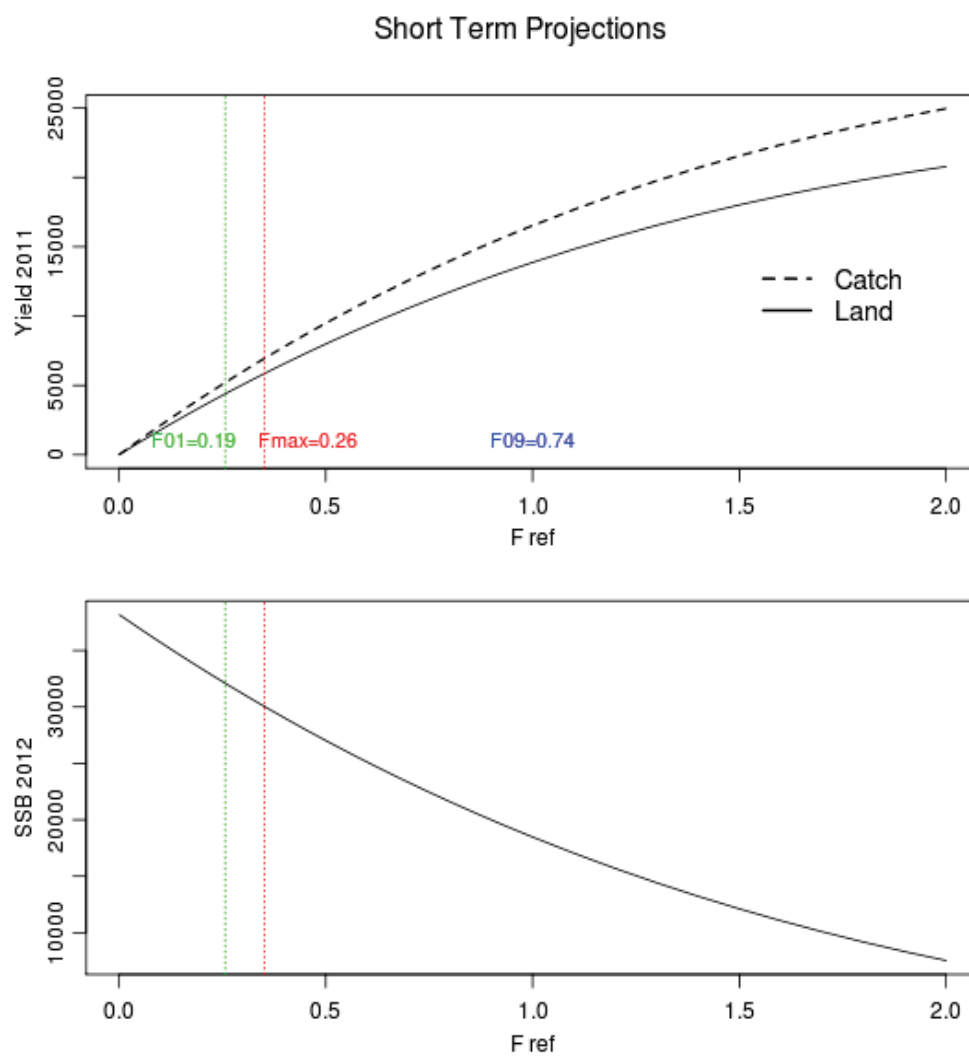 Short Term Projections
25000
15000
5000
0
Yield 2011
Catch
Land
F01=0.19 Fmax=0.26 F09=0.74
0.0 0.5 1.0 1.5 2.0
F ref
30000
20000
10000
SSB 2012
0.0 0.5 1.0 1.5 2.0
F ref